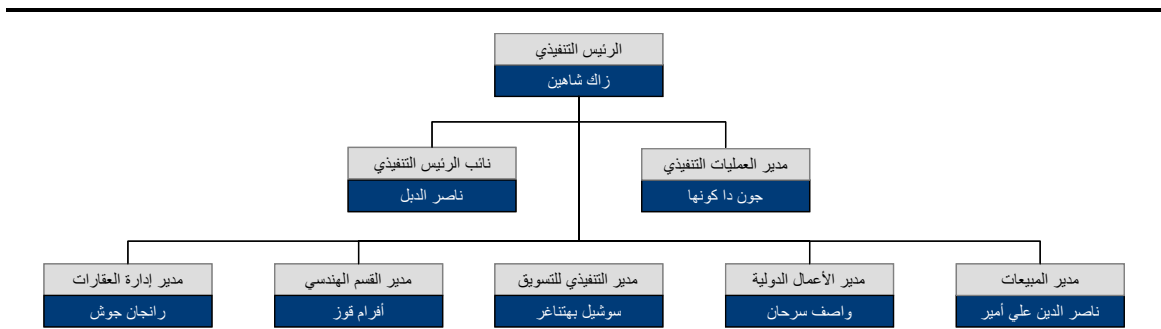 الرئيس التنفيذي
زاك شاهين
مدير العمليات التنفيذي
جون دا كونها
نائب الرئيس التنفيذي
ناصر الدبل
مدير المبيعات
ناصر الدين علي أمير
مدير الأعمال الدولية
واصف سرحان
مدير التنفيذي للتسويق
سوشيل بهتناغر
مدير القسم الهندسي
أفرام قوز
مدير إدارة العقارات
رانجان جوش